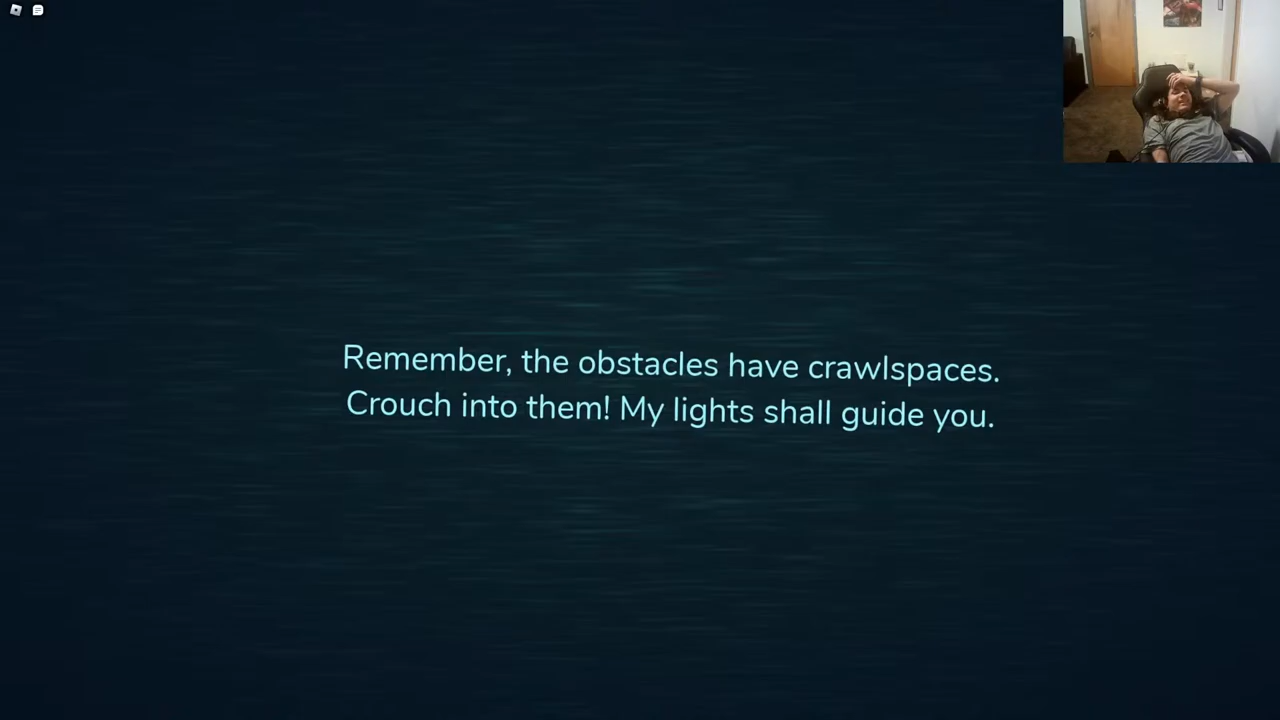 Remember, the obstacles have crawlspaces.
Crouch into them! My lights shall guide you.